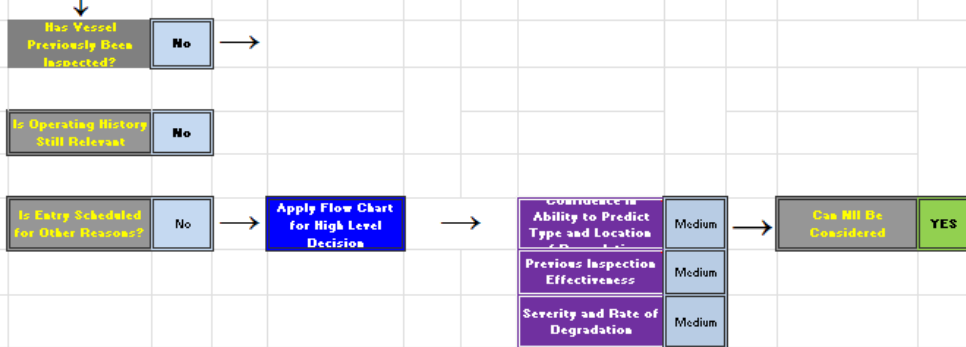 Has Vessel
Previously Been
Inspected?
No
Is Operating History
Still Relevant
No
Is Entry Scheduled
for Other Reasons?
No
Apply Flow Chart
for High Level
Decision
Confidence in
Ability to Predict
Type and Location
Medium
Previous Inspection
Effectiveness
Medium
Severity and Rate of
Degradation
Medium
Can NII Be
Considered
YES